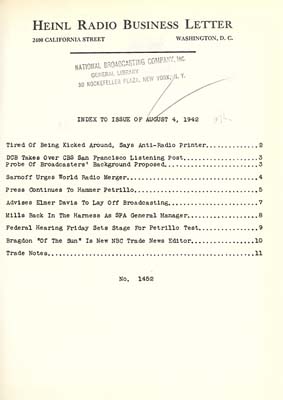 HEINL RADIO BUSINESS LETTER
2400 CALIFORNIA STREET WASHINGTON, D. C.
NATIONAL BROADCASTING COMPANY, INC.
GENERAL LIBRARY
30 ROCKEFELLER PLAZA, NEW YORK, N. Y.
INDEX TO ISSUE OF AUGUST 4, 1942
Tired Of Being Kicked Around, Says Anti-Radio Printer.............2
DCB Takes Over CBS San Francisco Listening Post...................3
Probe Of Broadcasters' Background Proposed........................3
Sarnoff Urges World Radio Merger..................................4
Press Continues To Hammer Petrillo................................5
Advises Elmer Davis To Lay Off Broadcasting.......................7
Mills Back In The Harness As SPA General Manager..................8
Federal Hearing Friday Sets Stage For Petrillo Test...............9
Bragdon "Of The Sun" Is New NBC Trade News Editor................10
Trade Notes......................................................11
No. 1452